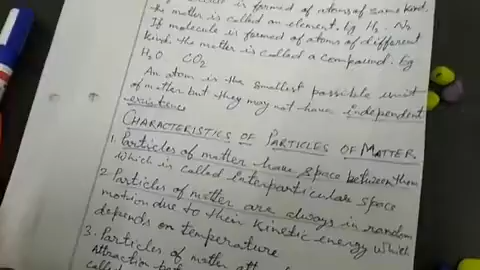 is formed of atoms of same kind,
the matter is called an element. Eg H2. N2
If molecule is formed of atoms of different
kind, the matter is called a compound. Eg
H2O CO2
An atom is the smallest possible unit
of matter but they may not have independent
existence
CHARACTERISTICS OF PARTICLES OF MATTER
1. Particles of matter have space between them
which is called Interparticular space
2. Particles of matter are always in random
motion due to their kinetic energy which
depends on temperature
3. Particles of matter
attraction
called